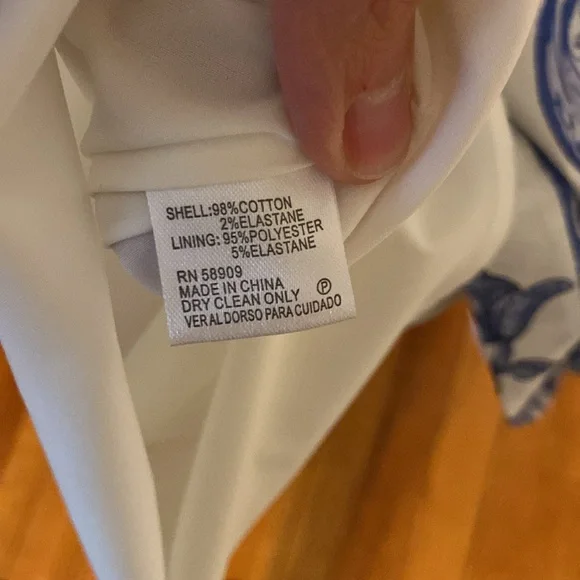 SHELL:98%COTTON
2%ELASTANE
LINING: 95%POLYESTER
5%ELASTANE
RN 58909
MADE IN CHINA
DRY CLEAN ONLY Ⓟ
VER AL DORSO PARA CUIDADO